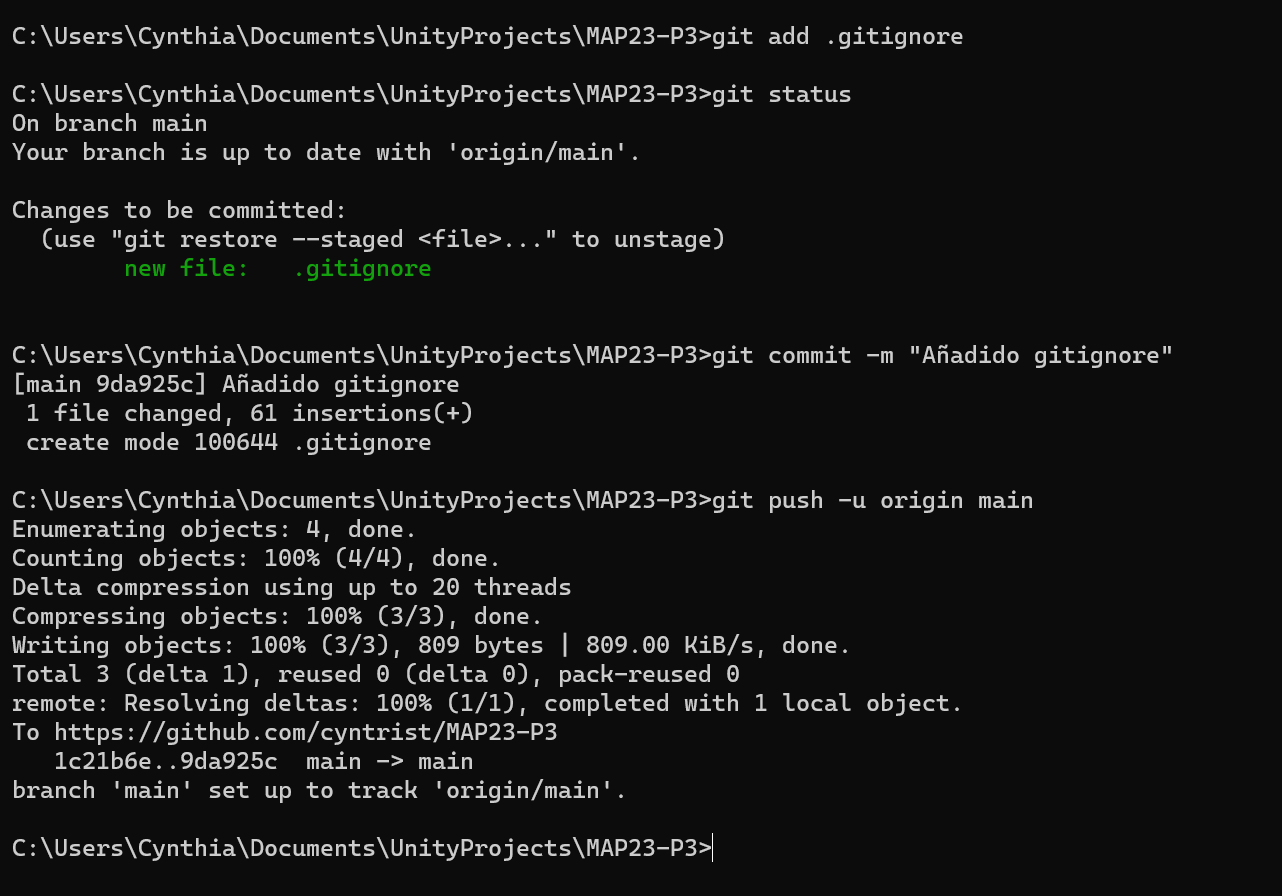 C:\Users\Cynthia\Documents\UnityProjects\MAP23-P3>git add .gitignore
C:\Users\Cynthia\Documents\UnityProjects\MAP23-P3>git status
On branch main
Your branch is up to date with 'origin/main'.
Changes to be committed:
  (use "git restore --staged <file>..." to unstage)
        new file:   .gitignore
C:\Users\Cynthia\Documents\UnityProjects\MAP23-P3>git commit -m "Añadido gitignore"
[main 9da925c] Añadido gitignore
 1 file changed, 61 insertions(+)
 create mode 100644 .gitignore
C:\Users\Cynthia\Documents\UnityProjects\MAP23-P3>git push -u origin main
Enumerating objects: 4, done.
Counting objects: 100% (4/4), done.
Delta compression using up to 20 threads
Compressing objects: 100% (3/3), done.
Writing objects: 100% (3/3), 809 bytes | 809.00 KiB/s, done.
Total 3 (delta 1), reused 0 (delta 0), pack-reused 0
remote: Resolving deltas: 100% (1/1), completed with 1 local object.
To https://github.com/cyntrist/MAP23-P3
   1c21b6e..9da925c  main -> main
branch 'main' set up to track 'origin/main'.
C:\Users\Cynthia\Documents\UnityProjects\MAP23-P3>